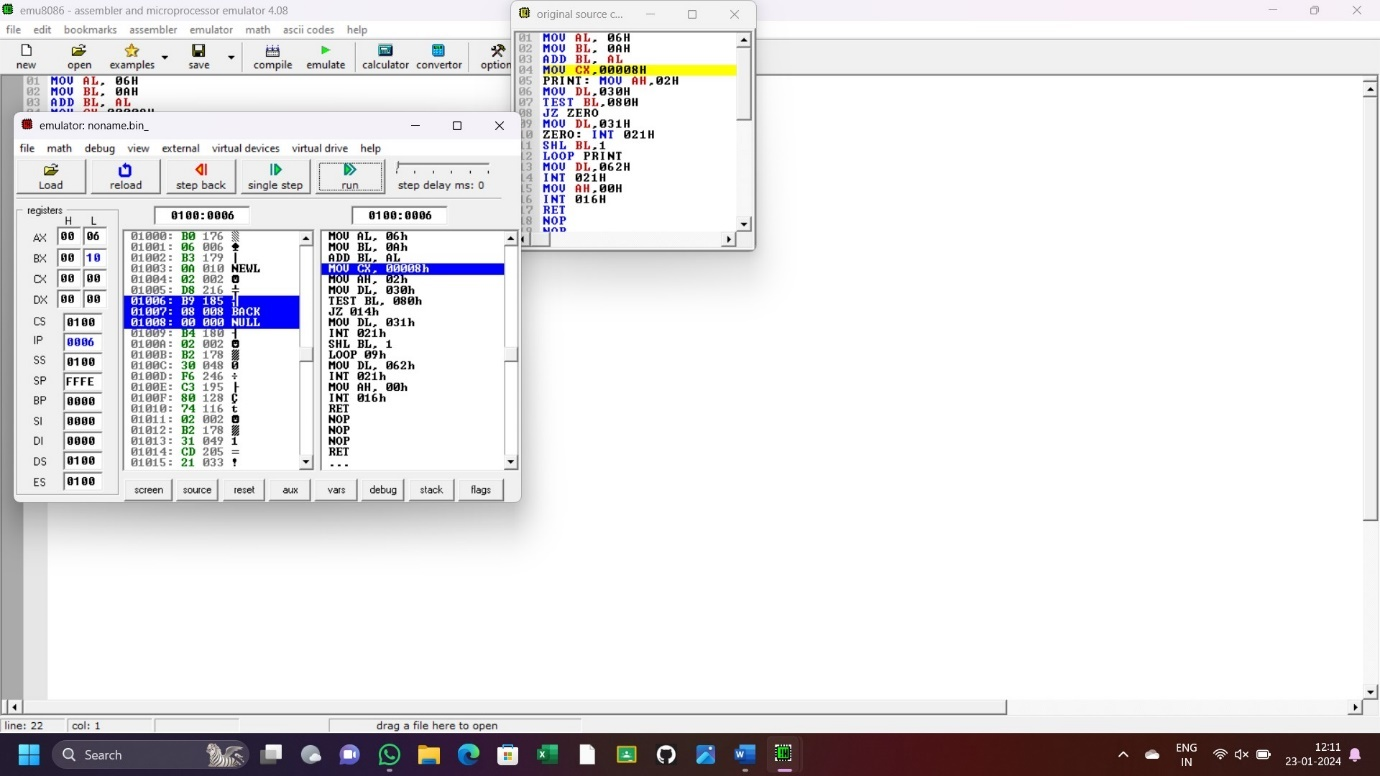 emu8086 - assembler and microprocessor emulator 4.08
file edit bookmarks assembler emulator math ascii codes help
new open examples save compile emulate calculator convertor option
01 MOV AL, 06H
02 MOV BL, 0AH
03 ADD BL, AL
original source c...
01 MOV AL, 06H
02 MOV BL, 0AH
03 ADD BL, AL
04 MOV CX,00008H
05 PRINT: MOV AH,02H
06 MOV DL,030H
07 TEST BL,080H
08 JZ ZERO
09 MOV DL,031H
10 ZERO: INT 021H
11 SHL BL,1
12 LOOP PRINT
13 MOV DL,062H
14 INT 021H
15 MOV AH,00H
16 INT 016H
17 RET
18 NOP
NOP
emulator: noname.bin_
file math debug view external virtual devices virtual drive help
Load reload step back single step run step delay ms: 0
registers
H L
AX 00 06
BX 00 10
CX 00 00
DX 00 00
CS 0100
IP 0006
SS 0100
SP FFFE
BP 0000
SI 0000
DI 0000
DS 0100
ES 0100
0100:0006
01000: B0 176 ▒
01001: 06 006 ♠
01002: B3 179 │
01003: 0A 010 NEWL
01004: 02 002 ☻
01005: D8 216 ╪
01006: B9 185 ╣
01007: 08 008 BACK
01008: 00 000 NULL
01009: B4 180 ┤
0100A: 02 002 ☻
0100B: B2 178 ▓
0100C: 30 048 0
0100D: F6 246 ÷
0100E: C3 195 ├
0100F: 80 128 Ç
01010: 74 116 t
01011: 02 002 ☻
01012: B2 178 ▓
01013: 31 049 1
01014: CD 205 =
01015: 21 033 !
0100:0006
MOV AL, 06h
MOV BL, 0Ah
ADD BL, AL
MOV CX, 00008h
MOV AH, 02h
MOV DL, 030h
TEST BL, 080h
JZ 014h
MOV DL, 031h
INT 021h
SHL BL, 1
LOOP 09h
MOV DL, 062h
INT 021h
MOV AH, 00h
INT 016h
RET
NOP
NOP
NOP
RET
...
screen source reset aux vars debug stack flags
line: 22 col: 1 drag a file here to open
Search
ENG
IN
12:11
23-01-2024